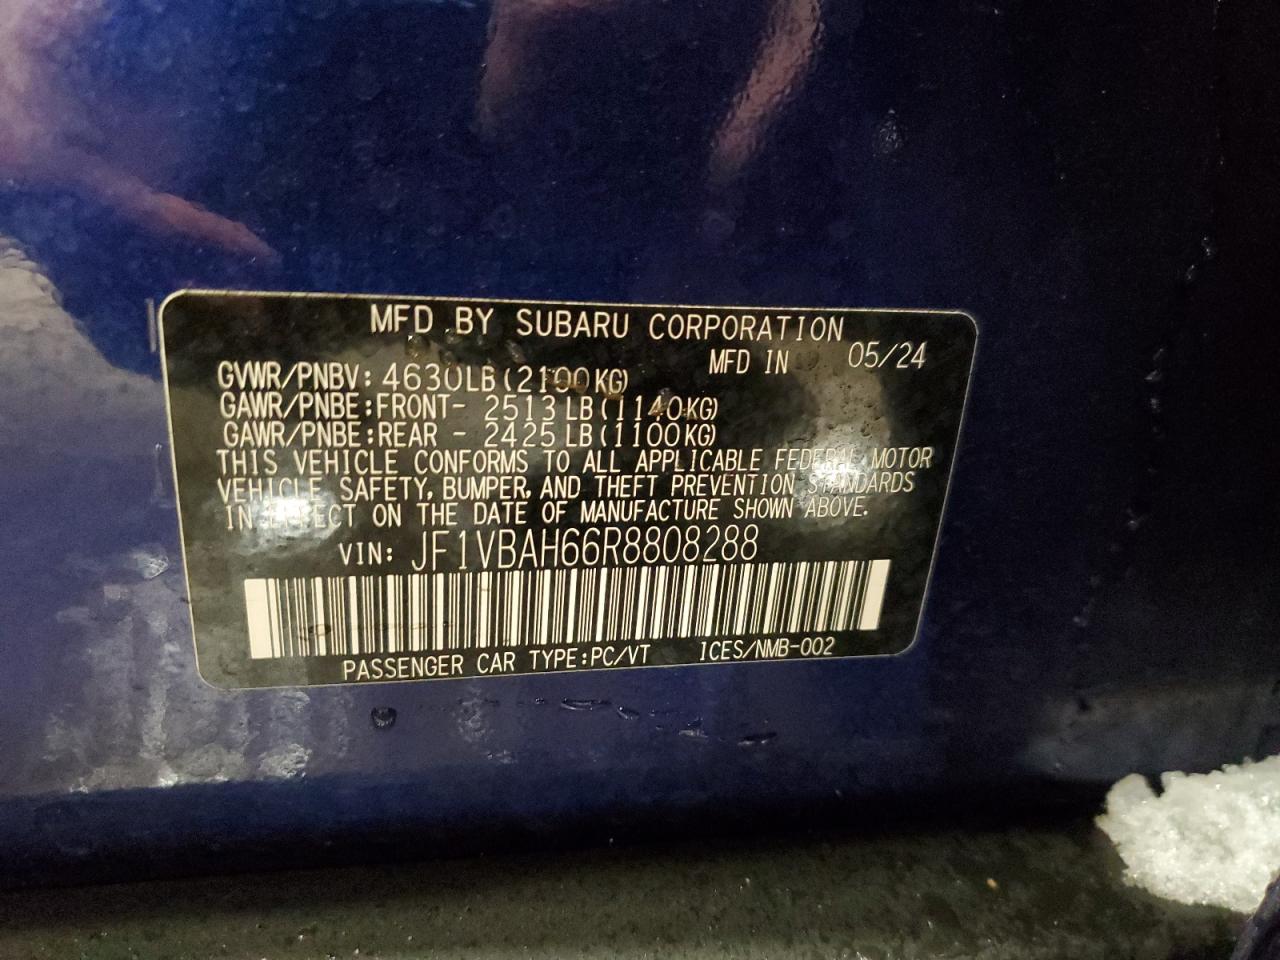 MFD BY SUBARU CORPORATION
MFD IN 05/24
GVWR/PNBV: 4630LB (2100KG)
GAWR/PNBE:FRONT- 2513 LB (1140KG)
GAWR/PNBE:REAR - 2425 LB (1100KG)
THIS VEHICLE CONFORMS TO ALL APPLICABLE FEDERAL MOTOR
VEHICLE SAFETY, BUMPER, AND THEFT PREVENTION STANDARDS
IN EFFECT ON THE DATE OF MANUFACTURE SHOWN ABOVE.
VIN: JF1VBAH66R8808288
PASSENGER CAR TYPE:PC/VT ICES/NMB-002